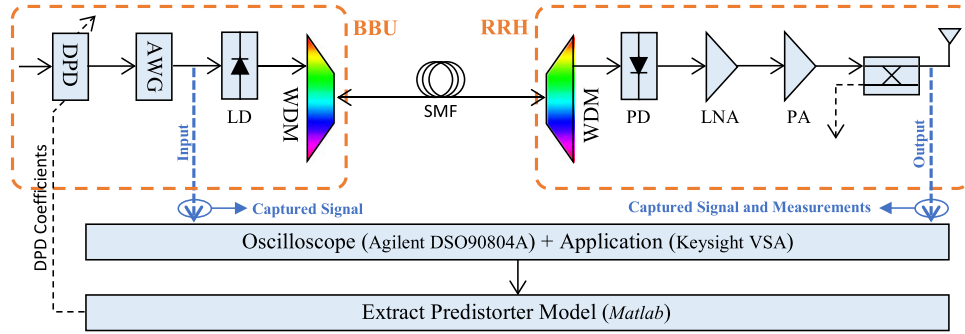 BBU
RRH
DPD
AWG
LD
WDM
SMF
WDM
PD
LNA
PA
Input
Output
Captured Signal
Captured Signal and Measurements
DPD Coefficients
Oscilloscope (Agilent DSO90804A) + Application (Keysight VSA)
Extract Predistorter Model (Matlab)